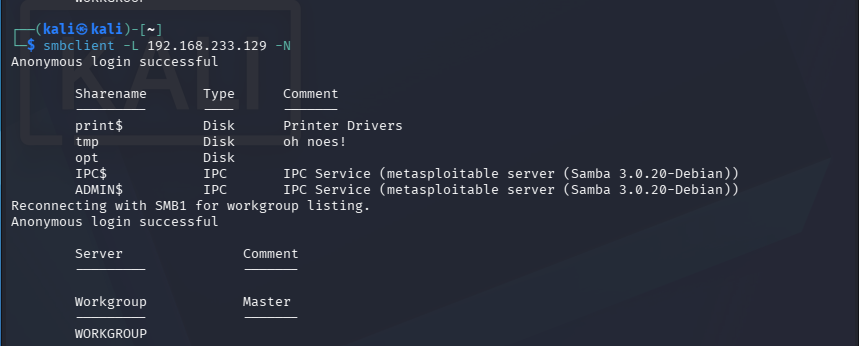 WORKGROUP
┌──(kali㉿kali)-[~]
└─$ smbclient -L 192.168.233.129 -N
Anonymous login successful
Sharename Type Comment
--------- ---- -------
print$ Disk Printer Drivers
tmp Disk oh noes!
opt Disk
IPC$ IPC IPC Service (metasploitable server (Samba 3.0.20-Debian))
ADMIN$ IPC IPC Service (metasploitable server (Samba 3.0.20-Debian))
Reconnecting with SMB1 for workgroup listing.
Anonymous login successful
Server Comment
--------- -------
Workgroup Master
--------- -------
WORKGROUP
KALI